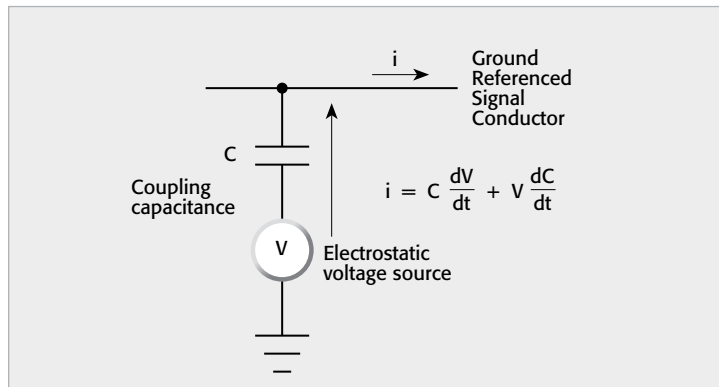 i
Ground
Referenced
Signal
Conductor
C
Coupling
capacitance
i = C dV/dt + V dC/dt
V
Electrostatic
voltage source